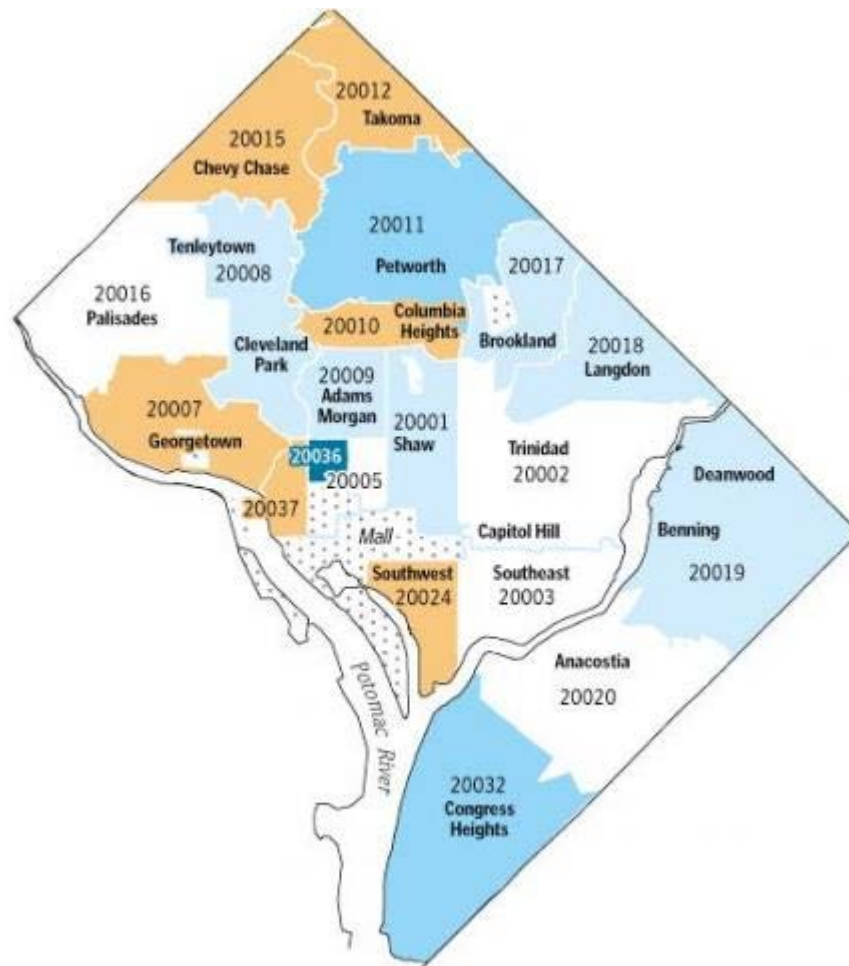 20012
Takoma
20015
Chevy Chase
20011
Petworth
20017
Tenleytown
20008
20016
Palisades
Columbia
Heights
20010
Brookland
Cleveland
Park
20018
Langdon
20009
Adams
Morgan
20007
Georgetown
20001
Shaw
Trinidad
20002
20036
20005
Deanwood
20037
Mall
Capitol Hill
Benning
Southwest
20024
Southeast
20003
20019
Anacostia
20020
Potomac River
20032
Congress
Heights